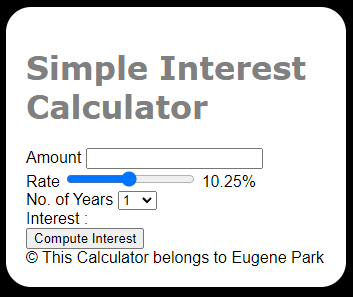 Simple Interest
Calculator
Amount
Rate 10.25%
No. of Years 1
Interest :
Compute Interest
© This Calculator belongs to Eugene Park